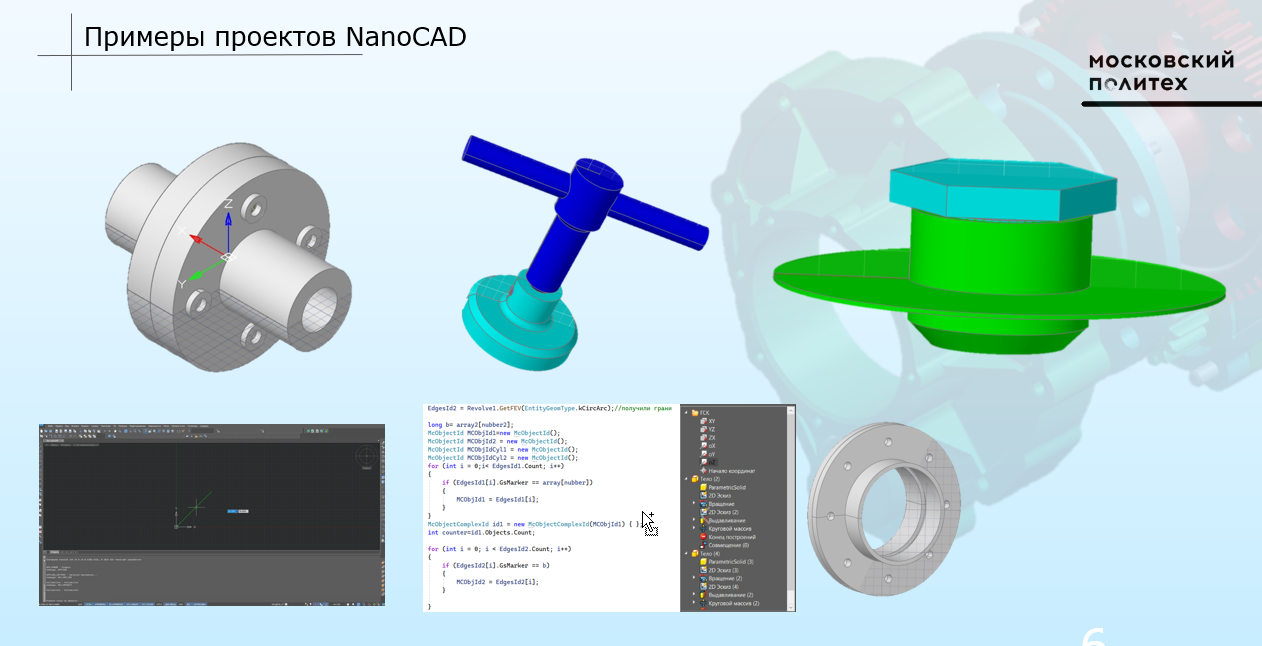 Примеры проектов NanoCAD
московский
политех
Z
X
Y
EdgesId2 = Revolve1.GetFEV(EntityGeomType.kCircArc);//получили грани
long b= array2[nubber2];
McObjectId MCObjId1=new McObjectId();
McObjectId MCObjId2 = new McObjectId();
McObjectId MCObjIdCyl1 = new McObjectId();
McObjectId MCObjIdCyl2 = new McObjectId();
for (int i = 0;i< EdgesId1.Count; i++)
{
if (EdgesId1[i].GsMarker == array[nubber])
{
MCObjId1 = EdgesId1[i];
}
}
McObjectComplexId id1 = new McObjectComplexId(MCObjId1) { };
int counter=id1.Objects.Count;
for (int i = 0; i < EdgesId2.Count; i++)
{
if (EdgesId2[i].GsMarker == b)
{
MCObjId2 = EdgesId2[i];
}
}
ГСК
XY
YZ
ZX
oX
oY
Начало координат
Тело (2)
ParametricSolid
2D Эскиз
Вращение
2D Эскиз (2)
Выдавливание
Круговой массив
Конец построений
Совмещение (0)
Тело (4)
ParametricSolid (3)
2D Эскиз (3)
Вращение (2)
2D Эскиз (4)
Выдавливание (2)
Круговой массив (2)
6